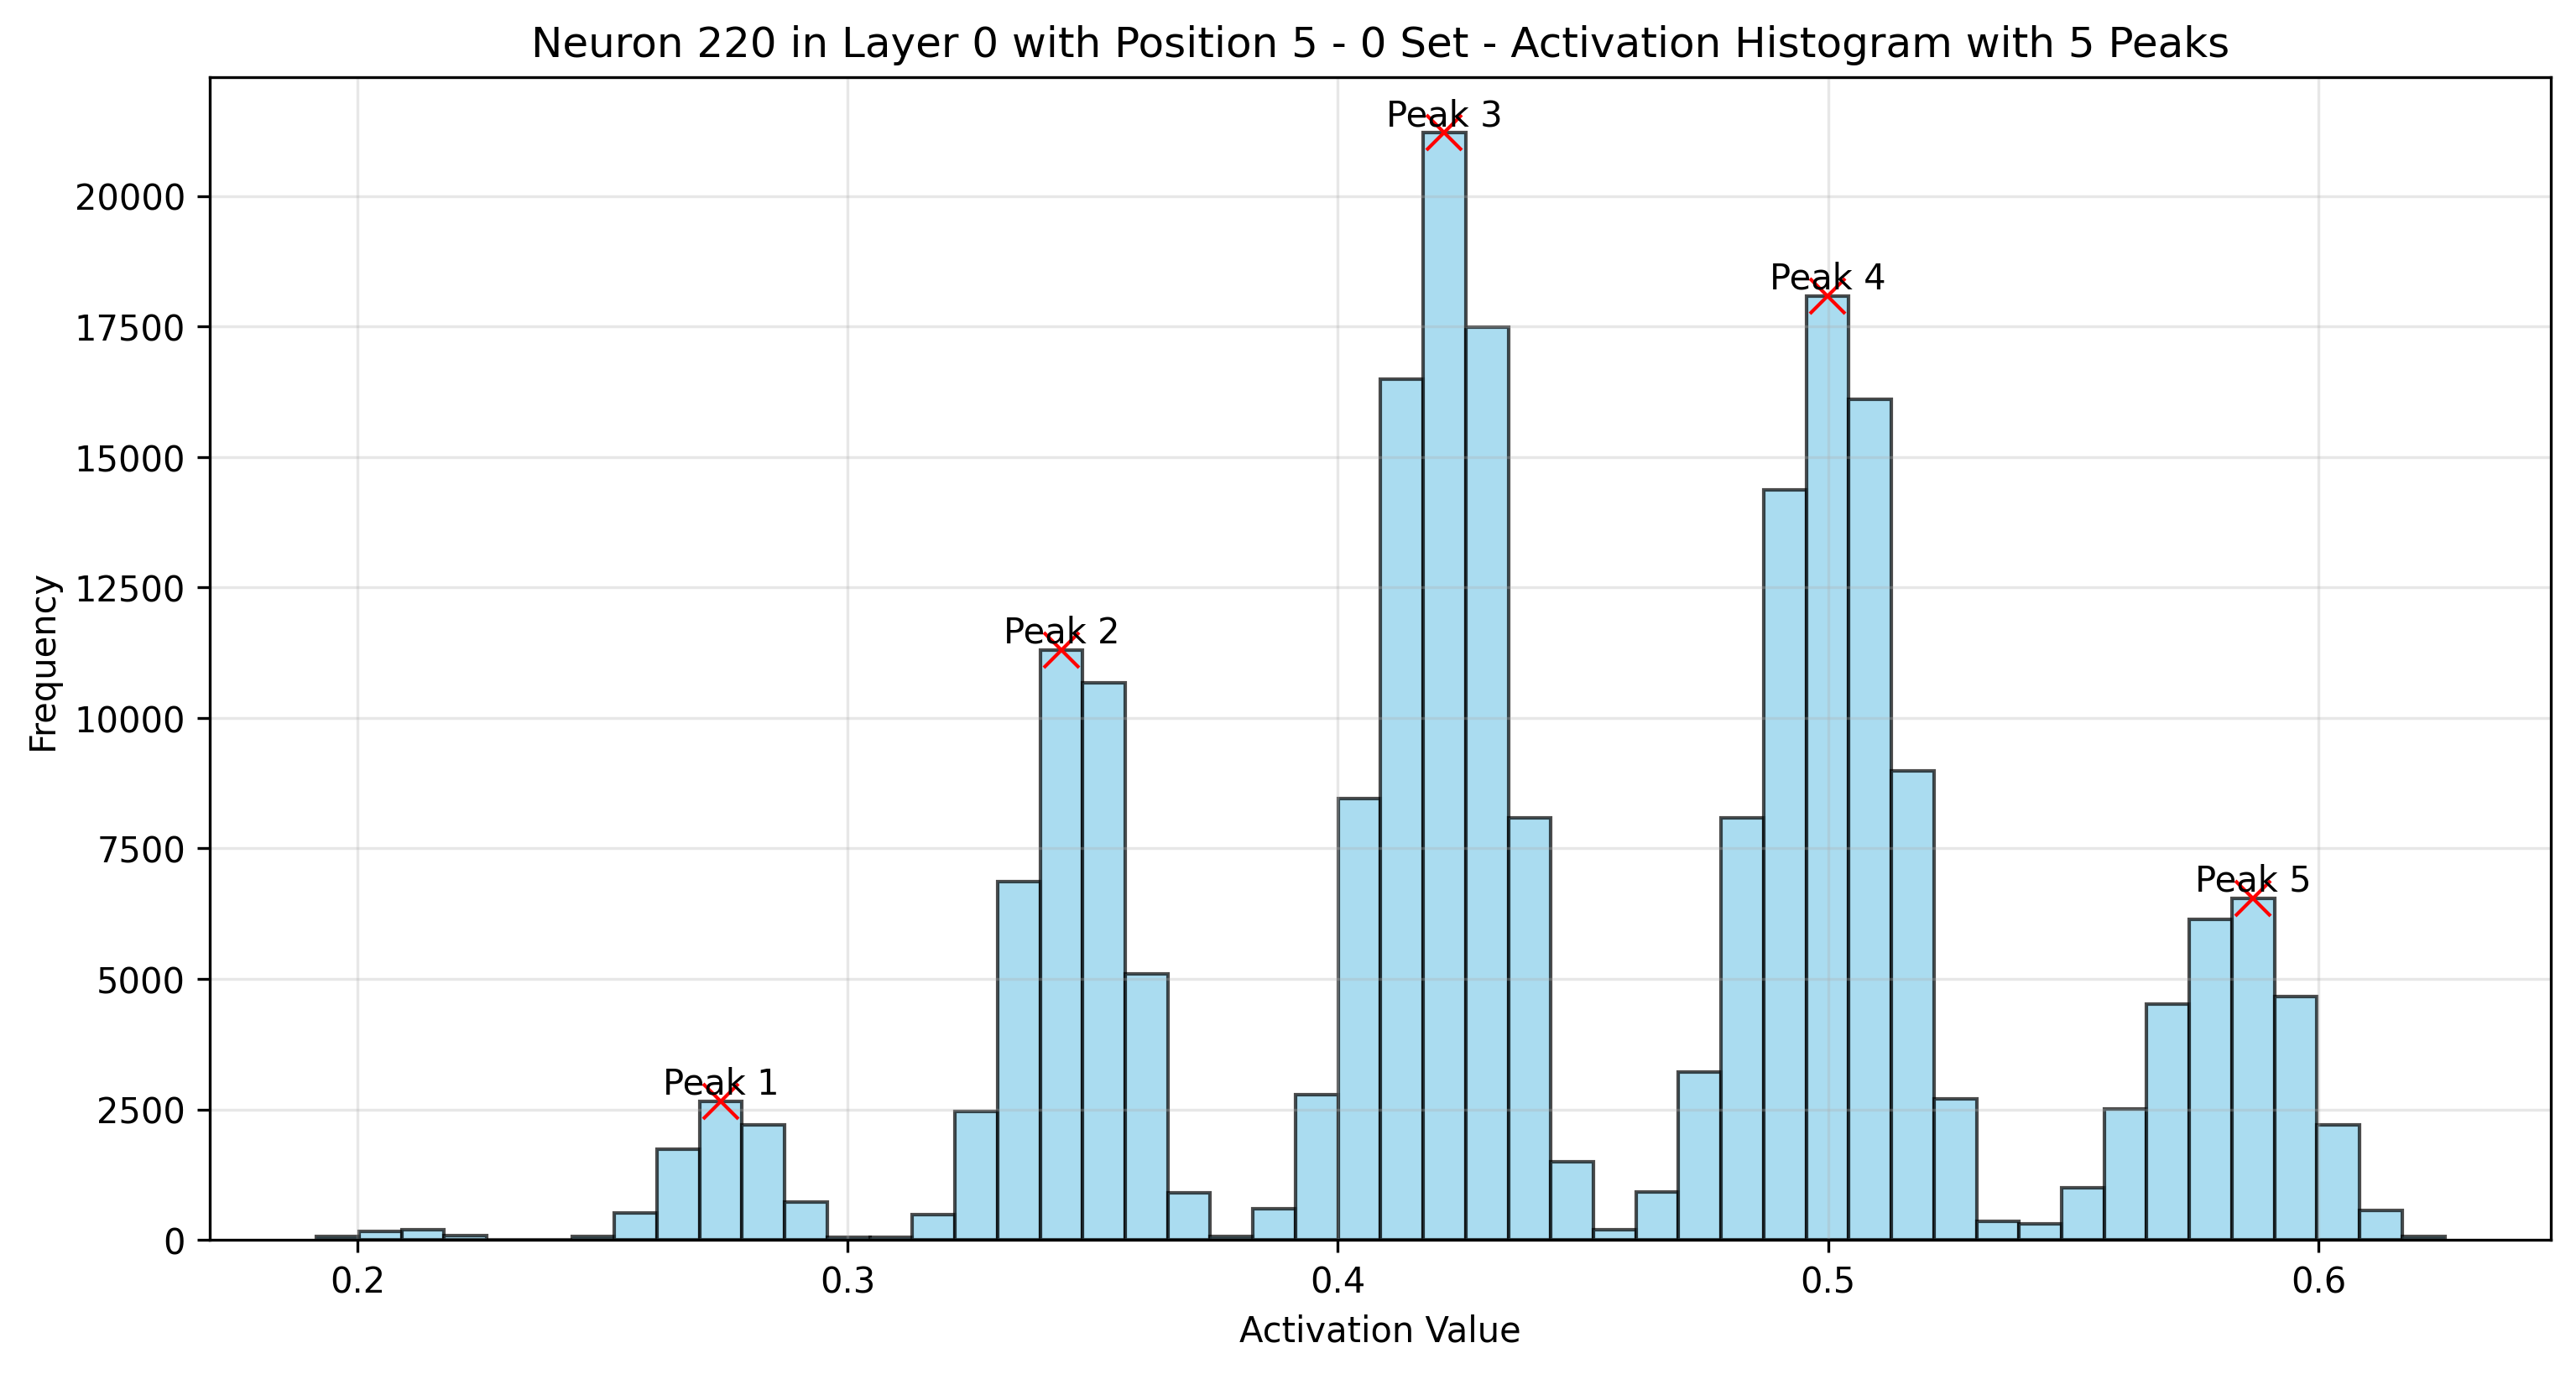 Neuron 220 in Layer 0 with Position 5 - 0 Set - Activation Histogram with 5 Peaks
Peak 3
20000
Peak 4
17500
15000
12500
Peak 2
10000
7500
Peak 5
5000
Peak 1
2500
0
Frequency
0.2 0.3 0.4 0.5 0.6
Activation Value